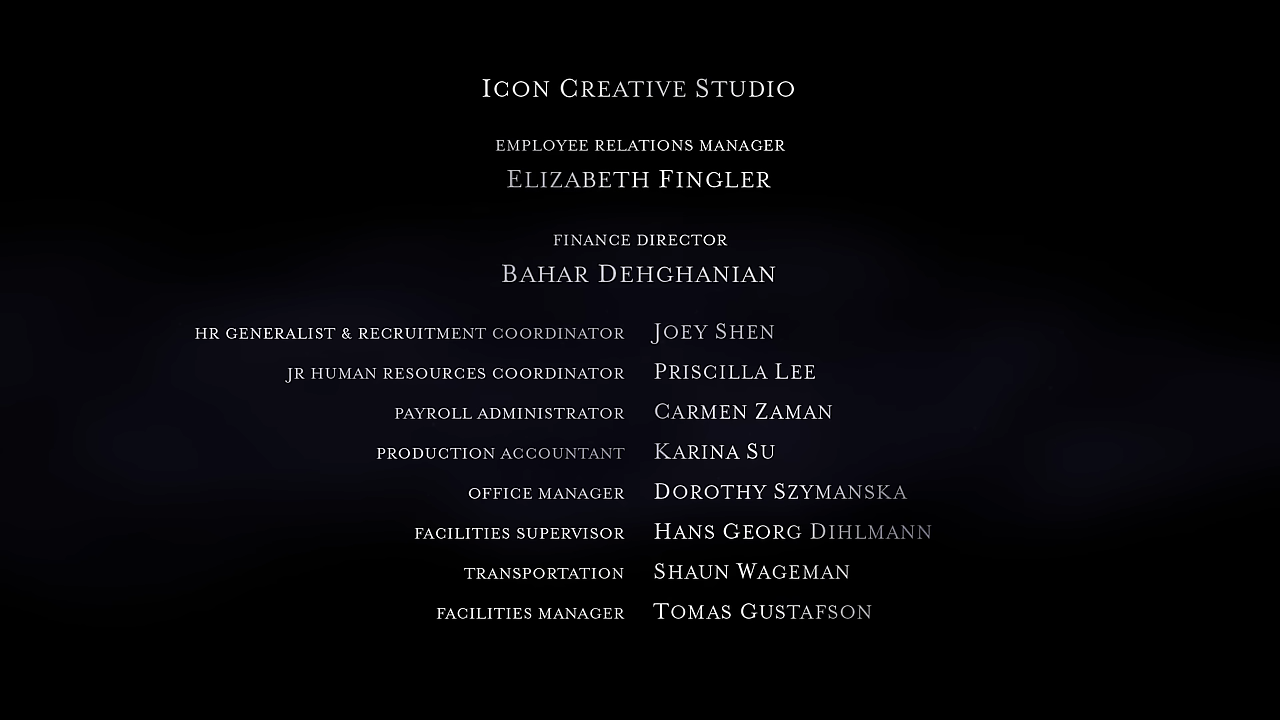 Icon Creative Studio
EMPLOYEE RELATIONS MANAGER
Elizabeth Fingler
FINANCE DIRECTOR
Bahar Dehghanian
HR GENERALIST & RECRUITMENT COORDINATOR Joey Shen
JR HUMAN RESOURCES COORDINATOR Priscilla Lee
PAYROLL ADMINISTRATOR Carmen Zaman
PRODUCTION ACCOUNTANT Karina Su
OFFICE MANAGER Dorothy Szymanska
FACILITIES SUPERVISOR Hans Georg Dihlmann
TRANSPORTATION Shaun Wageman
FACILITIES MANAGER Tomas Gustafson